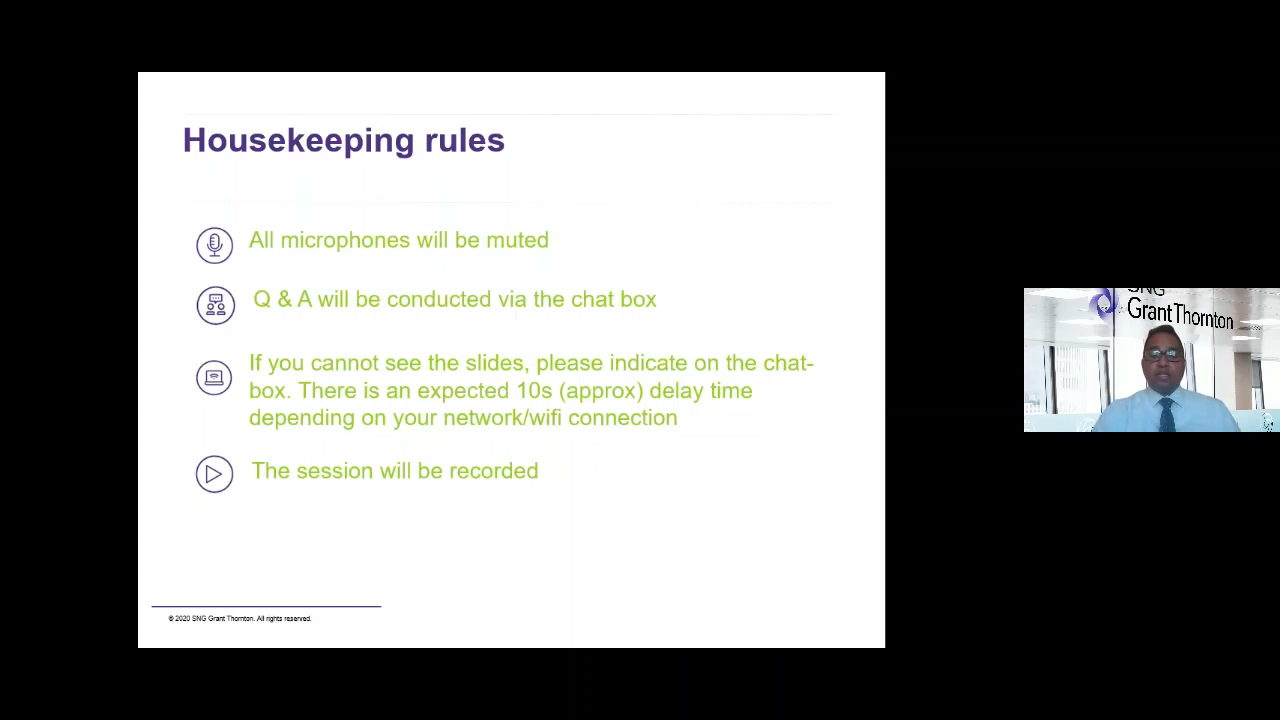 Housekeeping rules
All microphones will be muted
Q & A will be conducted via the chat box
If you cannot see the slides, please indicate on the chat-
box. There is an expected 10s (approx) delay time
depending on your network/wifi connection
The session will be recorded
© 2020 SNG Grant Thornton. All rights reserved.
SNG
GrantThornton